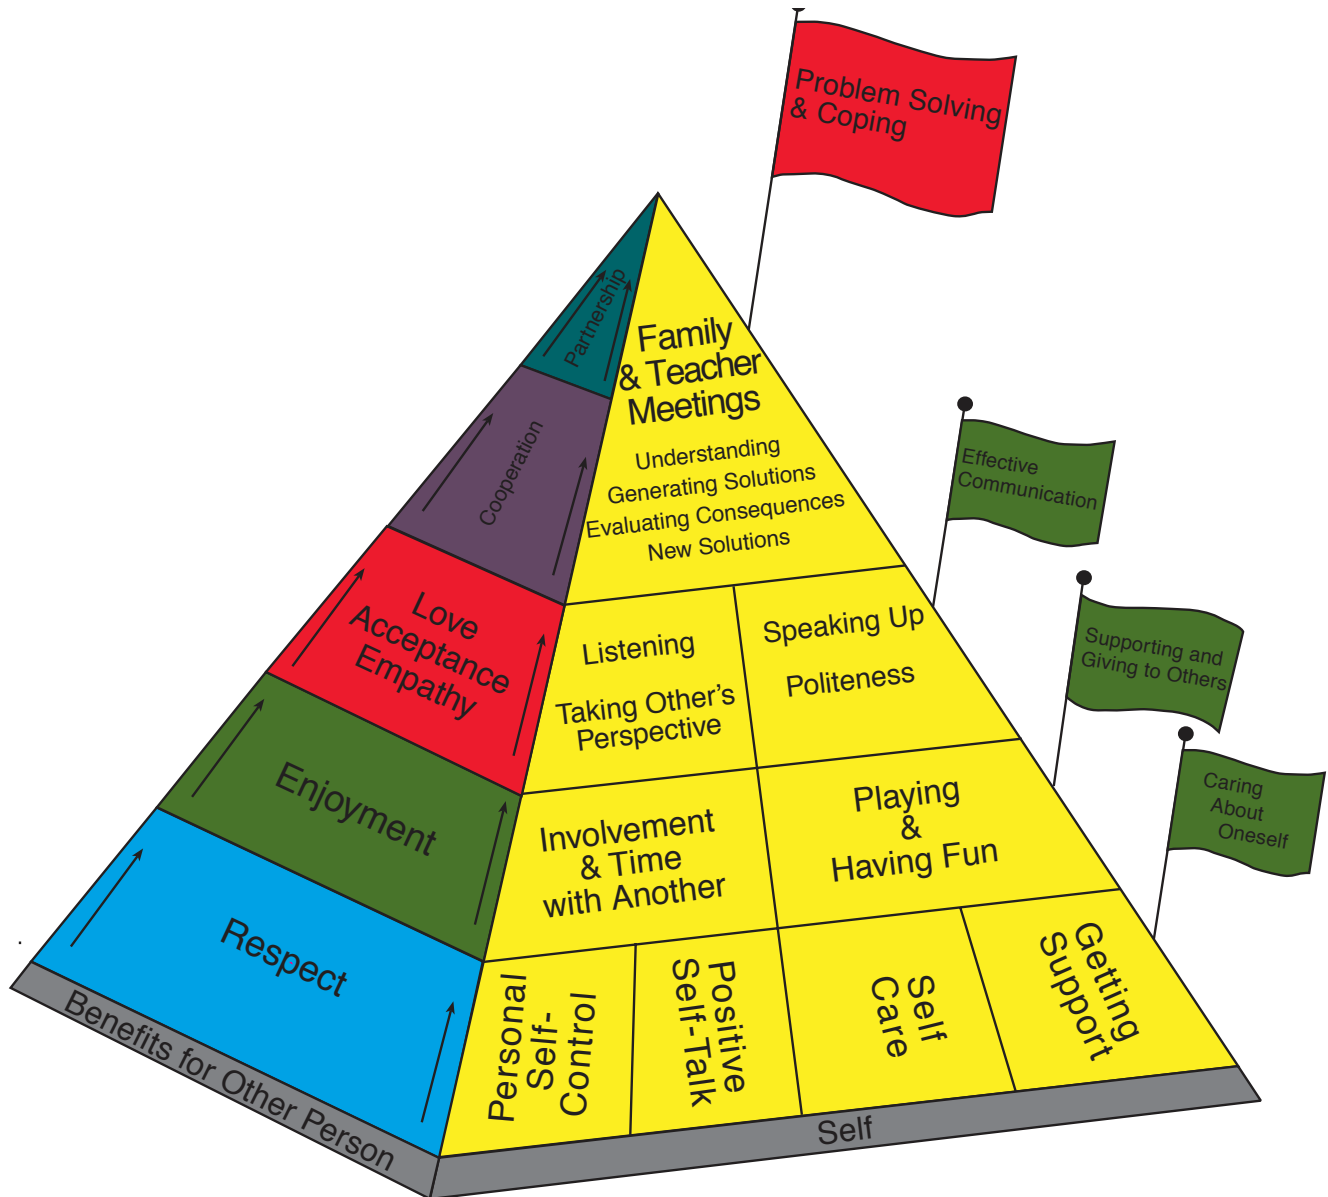 Problem Solving
& Coping
Partnership
Family
& Teacher
Meetings
Understanding
Generating Solutions
Evaluating Consequences
New Solutions
Cooperation
Effective
Communication
Love
Acceptance
Empathy
Listening
Taking Other’s
Perspective
Speaking Up
Politeness
Supporting and
Giving to Others
Enjoyment
Involvement
& Time
with Another
Playing
&
Having Fun
Caring
About
Oneself
Respect
Personal
Self-
Control
Positive
Self-Talk
Self
Care
Getting
Support
Benefits for Other Person
Self